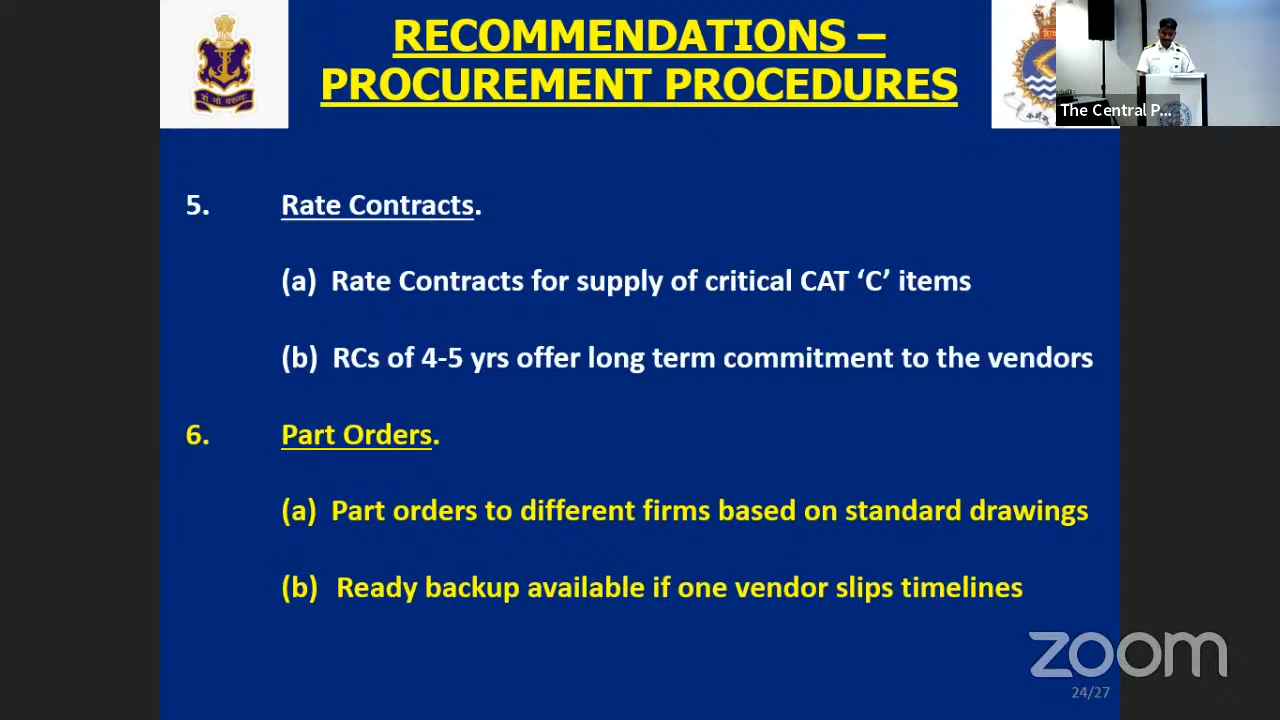 RECOMMENDATIONS –
PROCUREMENT PROCEDURES
The Central P...
शं नो वरुणः
5. Rate Contracts.
(a) Rate Contracts for supply of critical CAT ‘C’ items
(b) RCs of 4-5 yrs offer long term commitment to the vendors
6. Part Orders.
(a) Part orders to different firms based on standard drawings
(b) Ready backup available if one vendor slips timelines
zoom
24/27